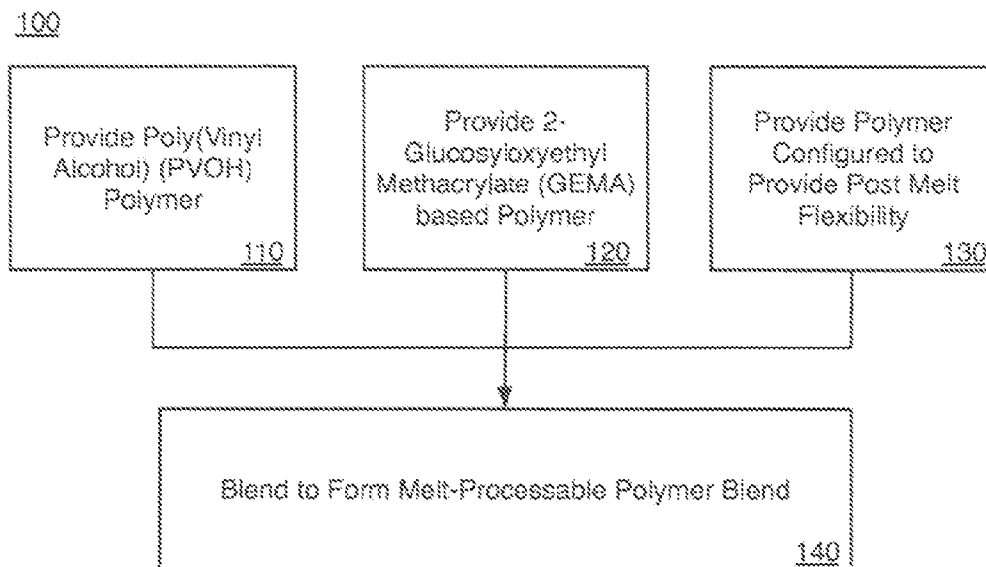 100
Provide Poly(Vinyl
Alcohol) (PVOH)
Polymer
110
Provide 2-
Glucosyloxyethyl
Methacrylate (GEMA)
based Polymer
120
Provide Polymer
Configured to
Provide Post Melt
Flexibility
130
Blend to Form Melt-Processable Polymer Blend
140